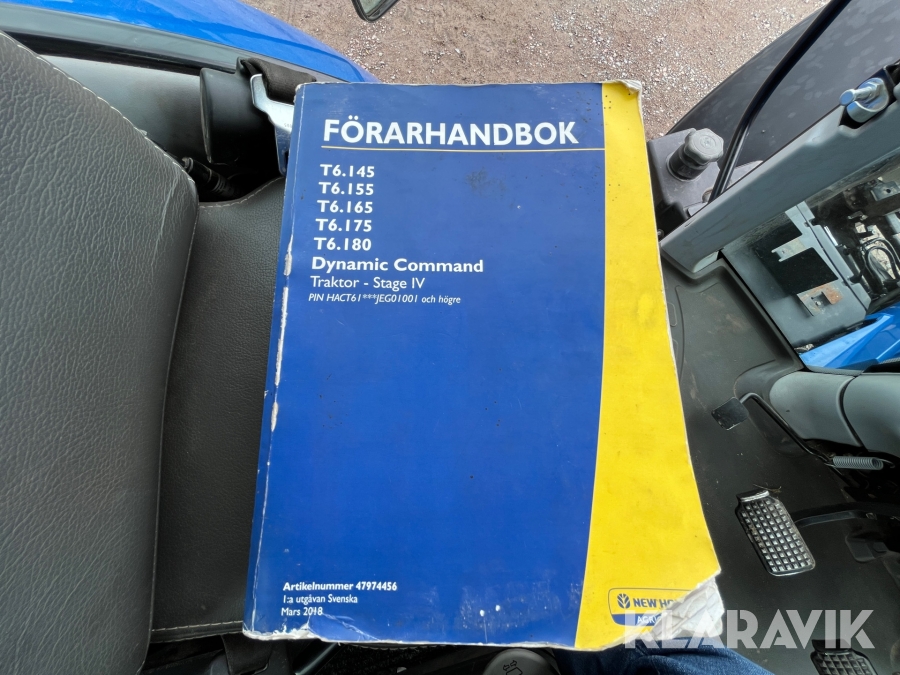 FÖRARHANDBOK
T6.145
T6.155
T6.165
T6.175
T6.180
Dynamic Command
Traktor - Stage IV
PIN HACT61***JEG01001 och högre
Artikelnummer 47974456
1:a utgåvan Svenska
Mars 2018
NEW
KLARAVIK